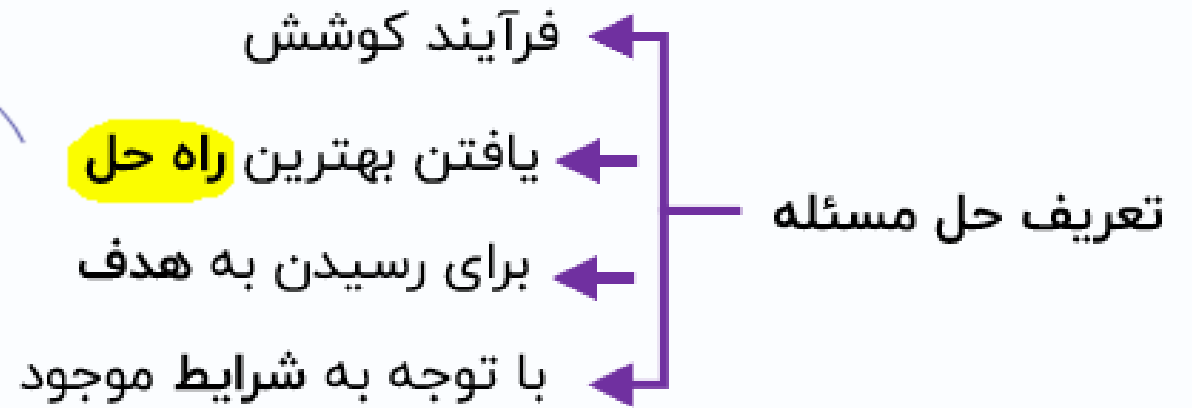 تعریف حل مسئله
فرآیند کوشش
یافتن بهترین راه حل
برای رسیدن به هدف
با توجه به شرایط موجود